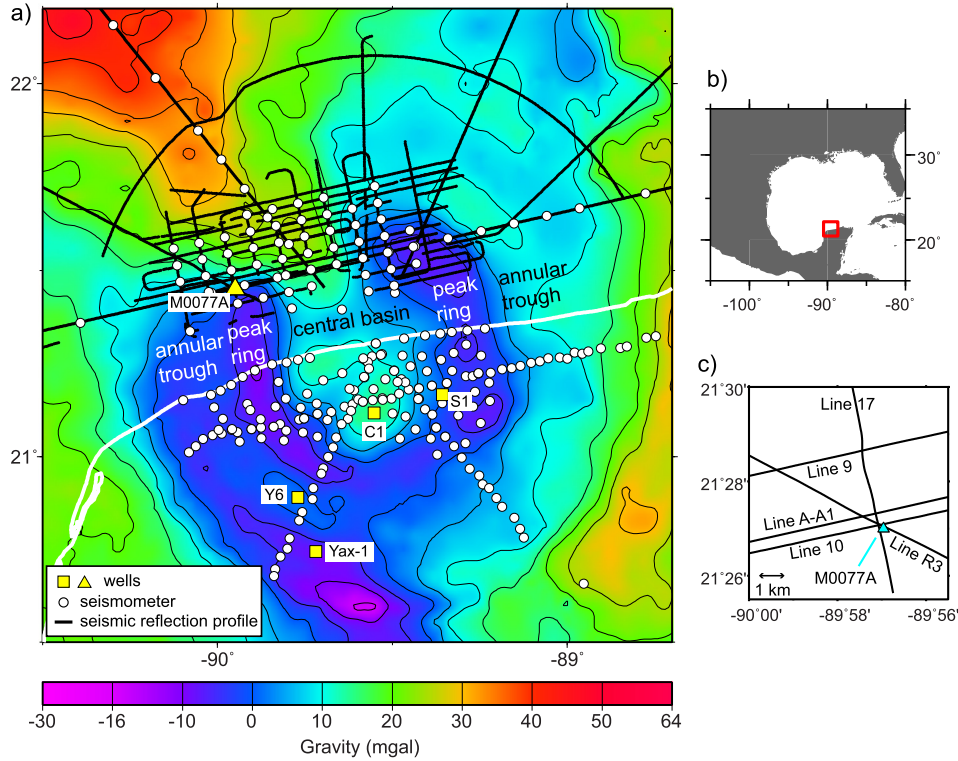 a)
22°
21°
-90
-89
M0077A
annular
trough
peak
ring
central basin
peak
ring
annular
trough
S1
C1
Y6
Yax-1
wells
seismometer
seismic reflection profile
-30 -16 -10 0 10 20 30 40 50 64
Gravity (mgal)
b)
30°
20°
-100 -90 -80
c)
21°30'
21°28'
21°26'
Line 17
Line 9
Line A-A1
Line 10
Line R3
M0077A
1 km
-90°00' -89°58' -89°56'